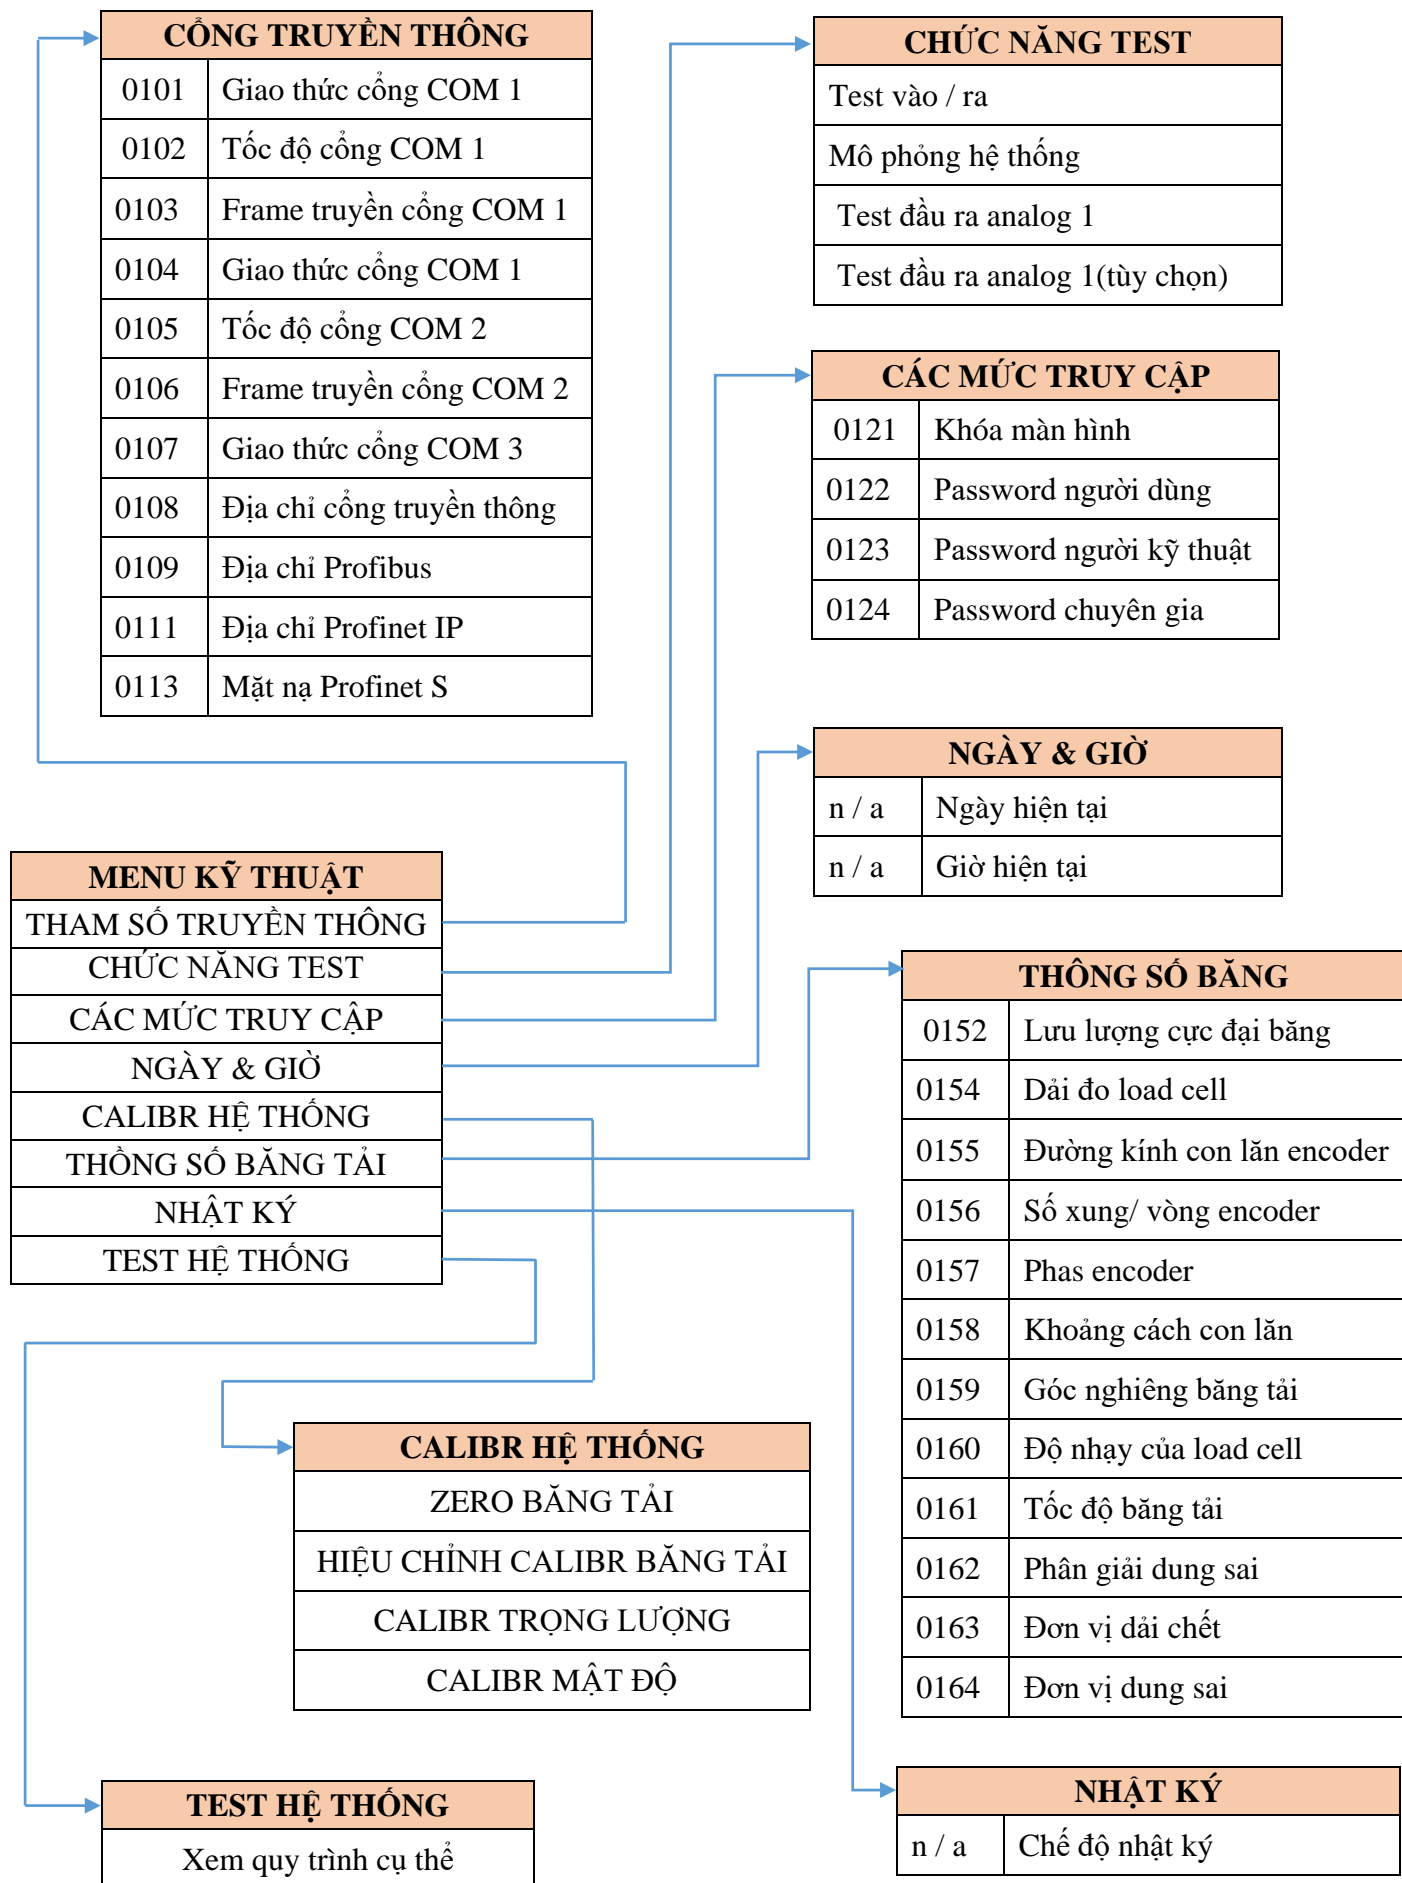 CỔNG TRUYỀN THÔNG
0101 Giao thức cổng COM 1
0102 Tốc độ cổng COM 1
0103 Frame truyền cổng COM 1
0104 Giao thức cổng COM 1
0105 Tốc độ cổng COM 2
0106 Frame truyền cổng COM 2
0107 Giao thức cổng COM 3
0108 Địa chỉ cổng truyền thông
0109 Địa chỉ Profibus
0111 Địa chỉ Profinet IP
0113 Mặt nạ Profinet S
CHỨC NĂNG TEST
Test vào / ra
Mô phỏng hệ thống
Test đầu ra analog 1
Test đầu ra analog 1(tùy chọn)
CÁC MỨC TRUY CẬP
0121 Khóa màn hình
0122 Password người dùng
0123 Password người kỹ thuật
0124 Password chuyên gia
NGÀY & GIỜ
n / a Ngày hiện tại
n / a Giờ hiện tại
MENU KỸ THUẬT
THAM SỐ TRUYỀN THÔNG
CHỨC NĂNG TEST
CÁC MỨC TRUY CẬP
NGÀY & GIỜ
CALIBR HỆ THỐNG
THỒNG SỐ BĂNG TẢI
NHẬT KÝ
TEST HỆ THỐNG
THÔNG SỐ BĂNG
0152 Lưu lượng cực đại băng
0154 Dải đo load cell
0155 Đường kính con lăn encoder
0156 Số xung/ vòng encoder
0157 Phas encoder
0158 Khoảng cách con lăn
0159 Góc nghiêng băng tải
0160 Độ nhạy của load cell
0161 Tốc độ băng tải
0162 Phân giải dung sai
0163 Đơn vị dải chết
0164 Đơn vị dung sai
CALIBR HỆ THỐNG
ZERO BĂNG TẢI
HIỆU CHỈNH CALIBR BĂNG TẢI
CALIBR TRỌNG LƯỢNG
CALIBR MẬT ĐỘ
TEST HỆ THỐNG
Xem quy trình cụ thể
NHẬT KÝ
n / a Chế độ nhật ký